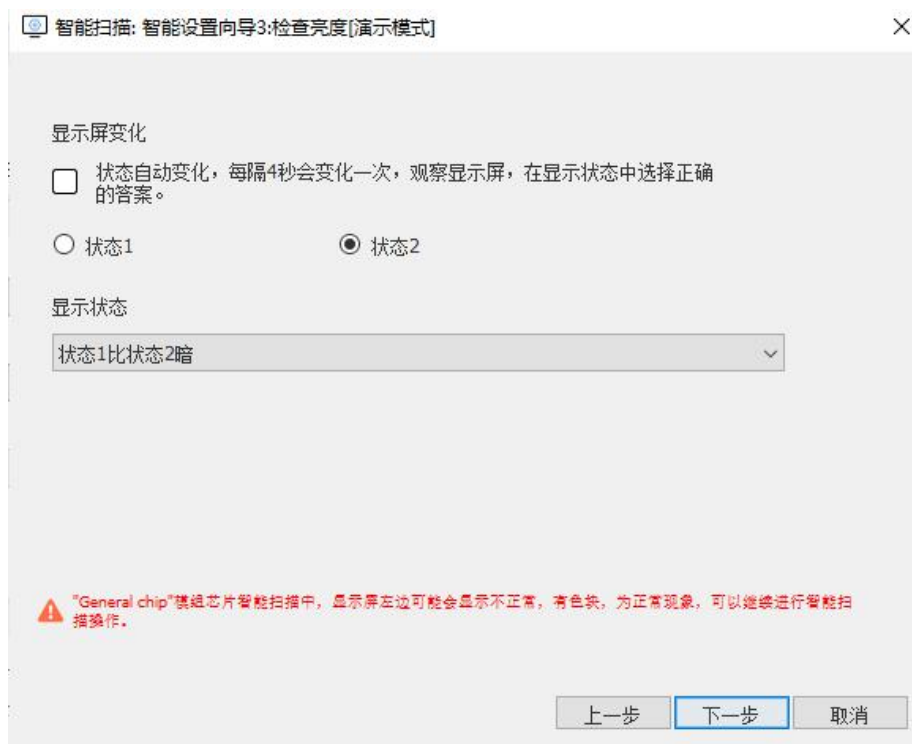 智能扫描: 智能设置向导3:检查亮度[演示模式]
显示屏变化
状态自动变化，每隔4秒会变化一次，观察显示屏，在显示状态中选择正确
的答案。
状态1
状态2
显示状态
状态1比状态2暗
"General chip"模组芯片智能扫描中，显示屏左边可能会显示不正常，有色块，为正常现象，可以继续进行智能扫
描操作。
上一步
下一步
取消